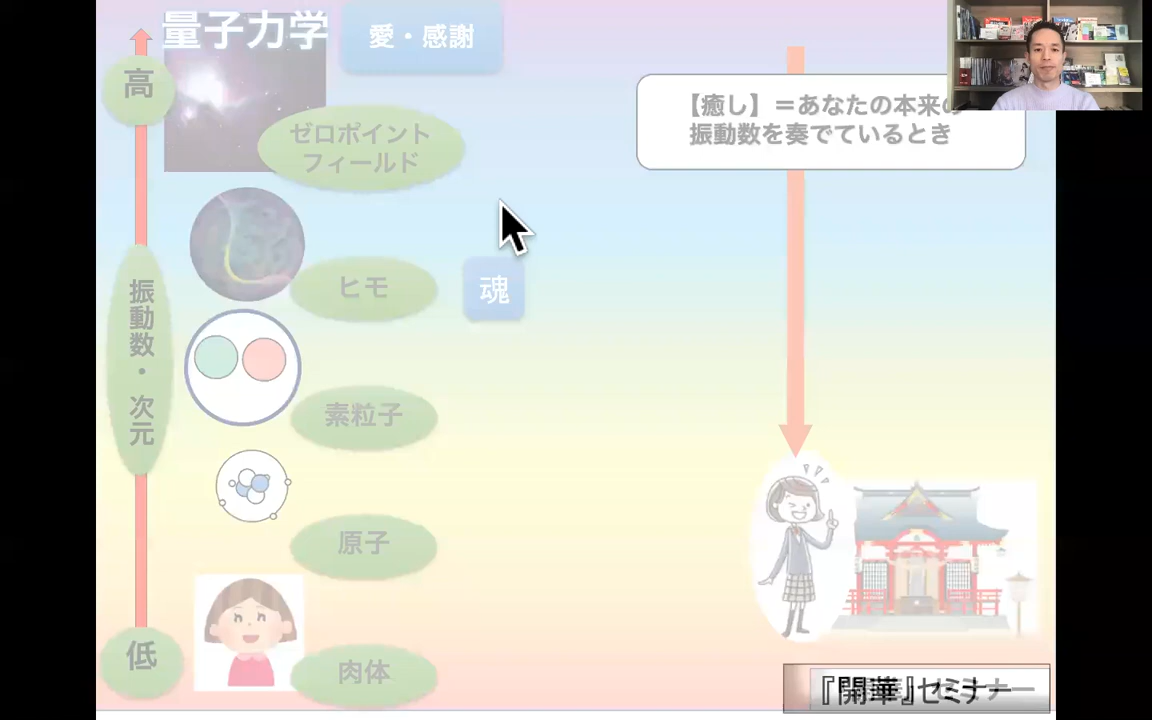 量子力学
愛・感謝
高
ゼロポイント
フィールド
【癒し】＝あなたの本来の
振動数を奏でているとき
ヒモ
魂
振動数・次元
素粒子
原子
低
肉体
『開華』セミナー